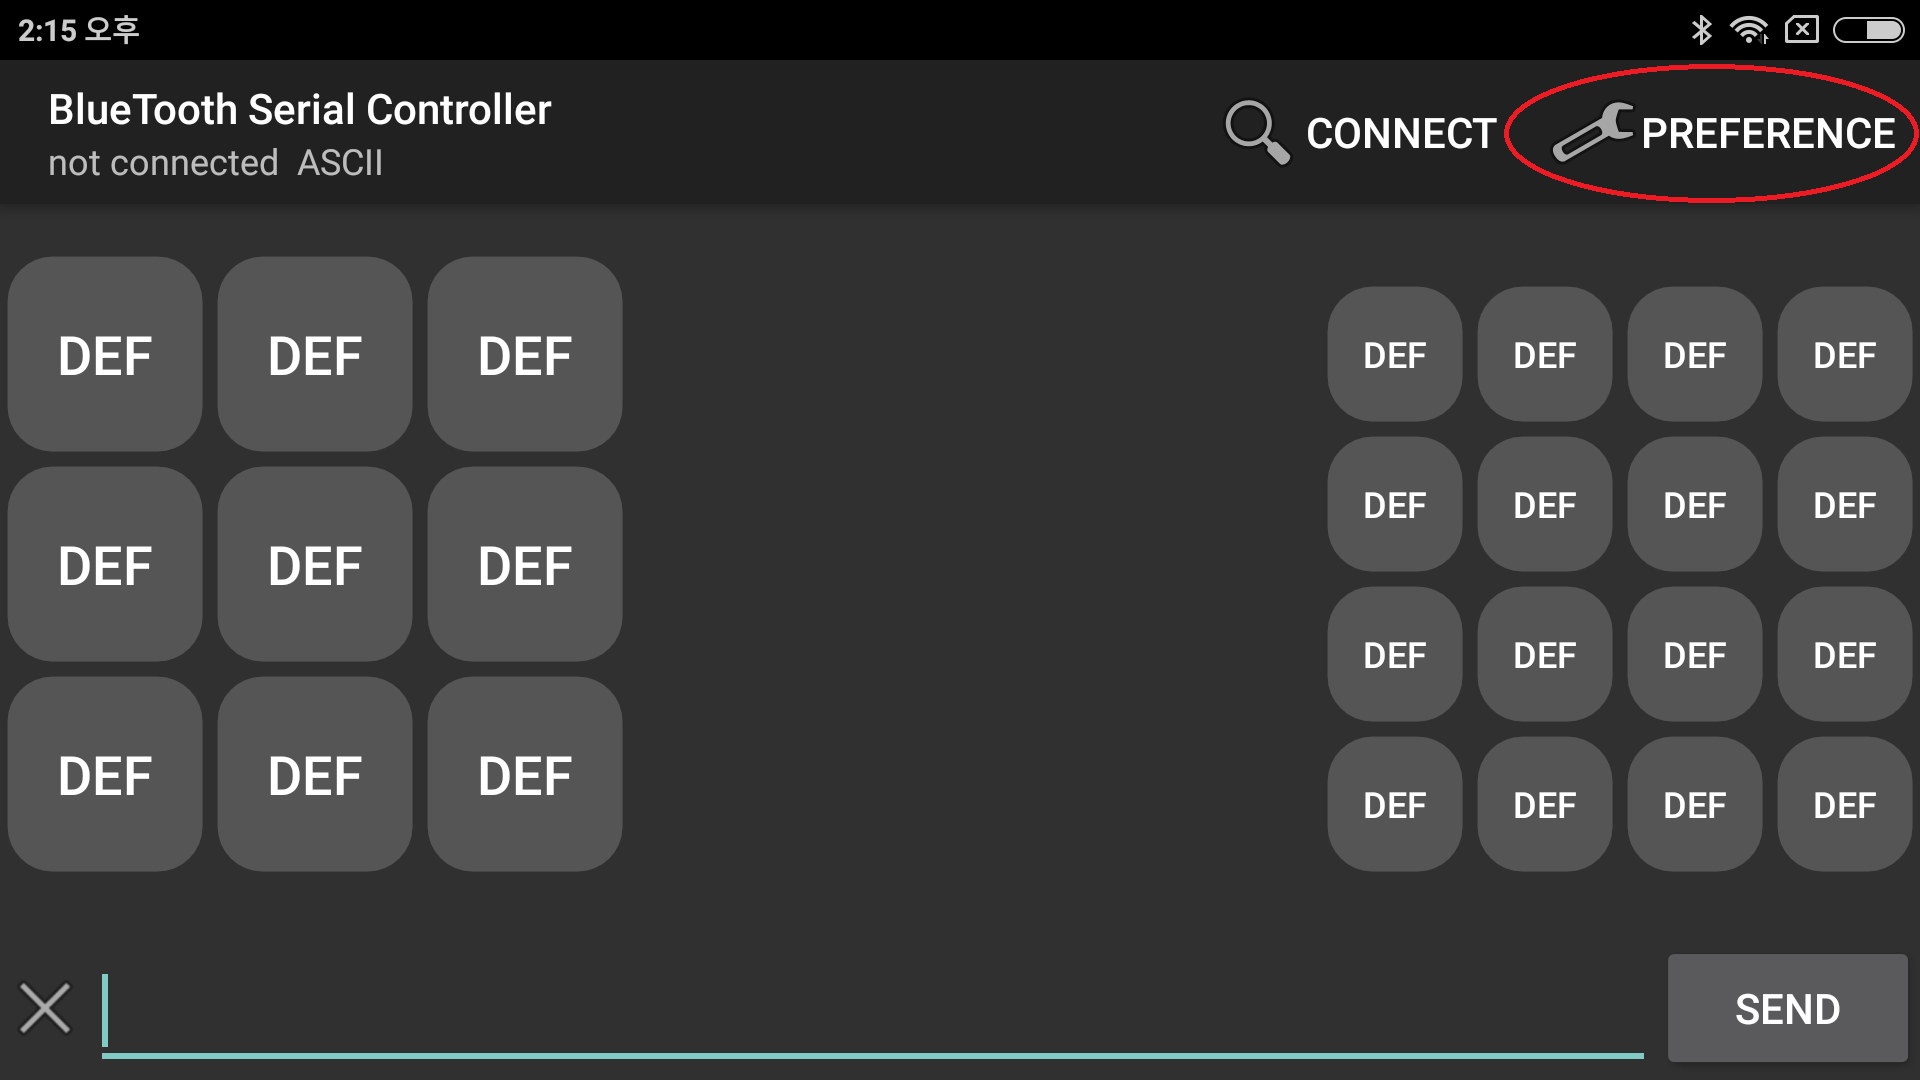 2:15 오후
BlueTooth Serial Controller
not connected ASCII
CONNECT
PREFERENCE
DEF DEF DEF
DEF DEF DEF
DEF DEF DEF
DEF DEF DEF DEF
DEF DEF DEF DEF
DEF DEF DEF DEF
DEF DEF DEF DEF
SEND